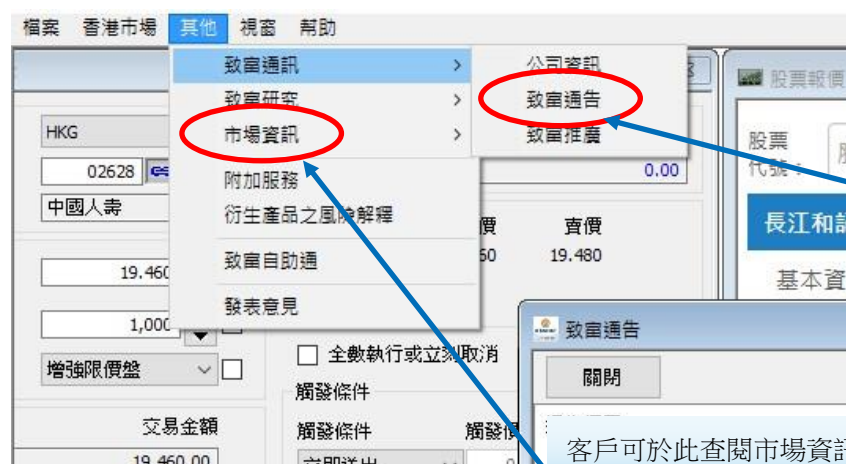 檔案 香港市場 其他 視窗 幫助
致富通訊
致富研究
市場資訊
附加服務
衍生產品之風險解釋
致富自助通
發表意見
公司資訊
致富通告
致富推廣
HKG
02628
中國人壽
0.00
賣價
19.480
19.460
1,000
增強限價盤
全數執行或立刻取消
觸發條件
觸發條件
交易金額
19,460.00
立即送出
股票報價
股票
代號：
長江和
基本資
致富通告
關閉
客戶可於此查閱市場資訊